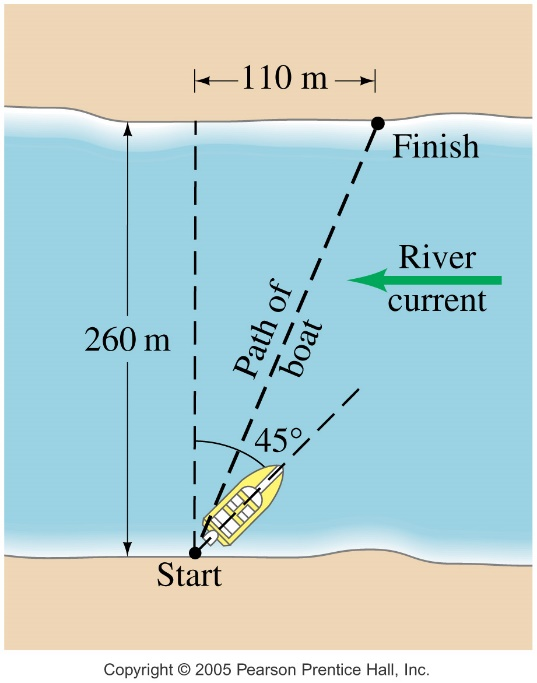 110 m
Finish
River
current
Path of
boat
260 m
45°
Start
Copyright © 2005 Pearson Prentice Hall, Inc.